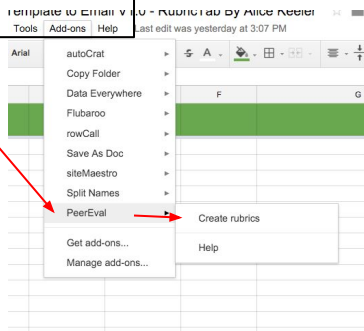 Template to Email v1.0 - RubricTab By Alice Keeler
Tools Add-ons Help Last edit was yesterday at 3:07 PM
Arial S A
autoCrat
Copy Folder
Data Everywhere F G
Flubaroo
rowCall
Save As Doc
siteMaestro
Split Names
PeerEval
Create rubrics
Get add-ons...
Help
Manage add-ons...